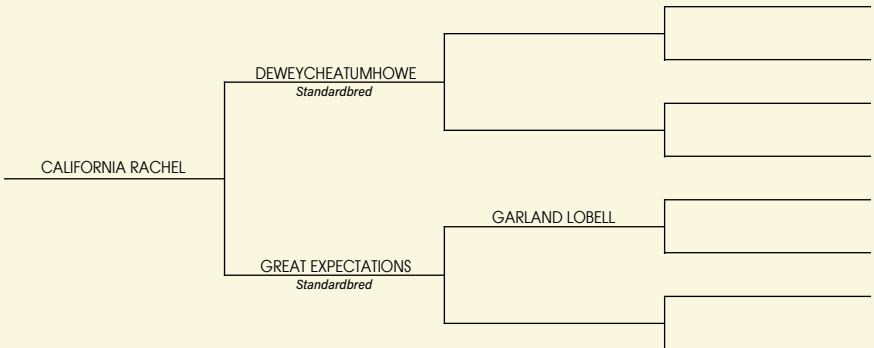 DEWEYCHEATUMHOWE
Standardbred
CALIFORNIA RACHEL
GARLAND LOBELL
GREAT EXPECTATIONS
Standardbred